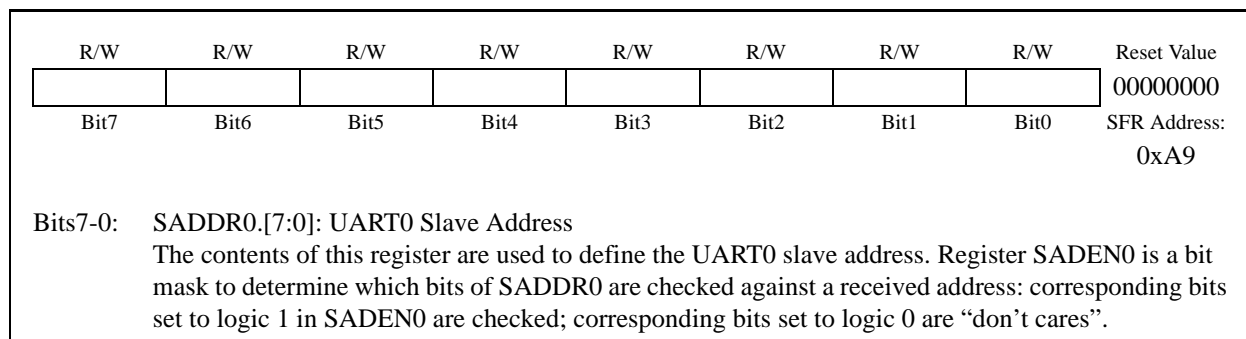 R/W R/W R/W R/W R/W R/W R/W R/W Reset Value
00000000
Bit7 Bit6 Bit5 Bit4 Bit3 Bit2 Bit1 Bit0 SFR Address:
0xA9
Bits7-0: SADDR0.[7:0]: UART0 Slave Address
The contents of this register are used to define the UART0 slave address. Register SADEN0 is a bit
mask to determine which bits of SADDR0 are checked against a received address: corresponding bits
set to logic 1 in SADEN0 are checked; corresponding bits set to logic 0 are “don’t cares”.